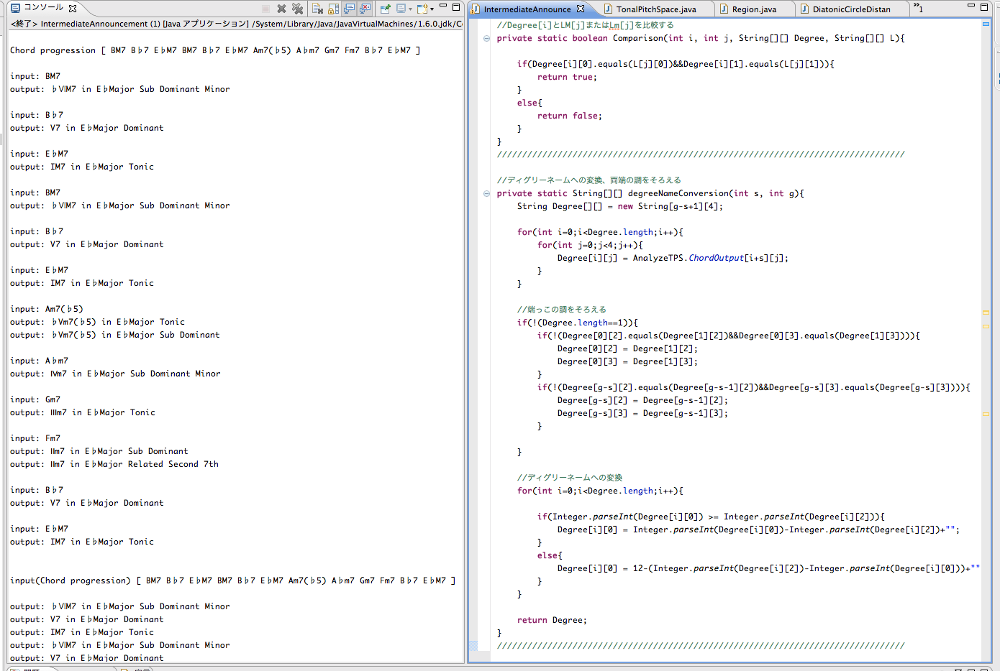 コンソール
<終了> IntermediateAnnouncement (1) [Java アプリケーション] /System/Library/Java/JavaVirtualMachines/1.6.0.jdk/Co
Chord progression [ BM7 B♭7 E♭M7 BM7 B♭7 E♭M7 Am7(♭5) A♭m7 Gm7 Fm7 B♭7 E♭M7 ]
input: BM7
output: ♭ⅥM7 in E♭Major Sub Dominant Minor
input: B♭7
output: Ⅴ7 in E♭Major Dominant
input: E♭M7
output: ⅠM7 in E♭Major Tonic
input: BM7
output: ♭ⅥM7 in E♭Major Sub Dominant Minor
input: B♭7
output: Ⅴ7 in E♭Major Dominant
input: E♭M7
output: ⅠM7 in E♭Major Tonic
input: Am7(♭5)
output: ♭Ⅴm7(♭5) in E♭Major Tonic
output: ♭Ⅴm7(♭5) in E♭Major Sub Dominant
input: A♭m7
output: Ⅳm7 in E♭Major Sub Dominant Minor
input: Gm7
output: Ⅲm7 in E♭Major Tonic
input: Fm7
output: Ⅱm7 in E♭Major Sub Dominant
output: Ⅱm7 in E♭Major Related Second 7th
input: B♭7
output: Ⅴ7 in E♭Major Dominant
input: E♭M7
output: ⅠM7 in E♭Major Tonic
input(Chord progression) [ BM7 B♭7 E♭M7 BM7 B♭7 E♭M7 Am7(♭5) A♭m7 Gm7 Fm7 B♭7 E♭M7 ]
output: ♭ⅥM7 in E♭Major Sub Dominant Minor
output: Ⅴ7 in E♭Major Dominant
output: ⅠM7 in E♭Major Tonic
output: ♭ⅥM7 in E♭Major Sub Dominant Minor
output: Ⅴ7 in E♭Major Dominant
IntermediateAnnounce
TonalPitchSpace.java
Region.java
DiatonicCircleDistan
»1
//Degree[i]とLM[j]またはLm[j]を比較する
private static boolean Comparison(int i, int j, String[][] Degree, String[][] L){
if(Degree[i][0].equals(L[j][0])&&Degree[i][1].equals(L[j][1])){
return true;
}
else{
return false;
}
}
/////////////////////////////////////////////////////////////////////////////////
//ディグリーネームへの変換、両端の調をそろえる
private static String[][] degreeNameConversion(int s, int g){
String Degree[][] = new String[g-s+1][4];
for(int i=0;i<Degree.length;i++){
for(int j=0;j<4;j++){
Degree[i][j] = AnalyzeTPS.ChordOutput[i+s][j];
}
}
//端っこの調をそろえる
if(!(Degree.length==1)){
if(!(Degree[0][2].equals(Degree[1][2])&&Degree[0][3].equals(Degree[1][3]))){
Degree[0][2] = Degree[1][2];
Degree[0][3] = Degree[1][3];
}
if(!(Degree[g-s][2].equals(Degree[g-s-1][2])&&Degree[g-s][3].equals(Degree[g-s][3]))){
Degree[g-s][2] = Degree[g-s-1][2];
Degree[g-s][3] = Degree[g-s-1][3];
}
}
//ディグリーネームへの変換
for(int i=0;i<Degree.length;i++){
if(Integer.parseInt(Degree[i][0]) >= Integer.parseInt(Degree[i][2])){
Degree[i][0] = Integer.parseInt(Degree[i][0])-Integer.parseInt(Degree[i][2])+"";
}
else{
Degree[i][0] = 12-(Integer.parseInt(Degree[i][2])-Integer.parseInt(Degree[i][0]))+""
}
}
return Degree;
}
/////////////////////////////////////////////////////////////////////////////////